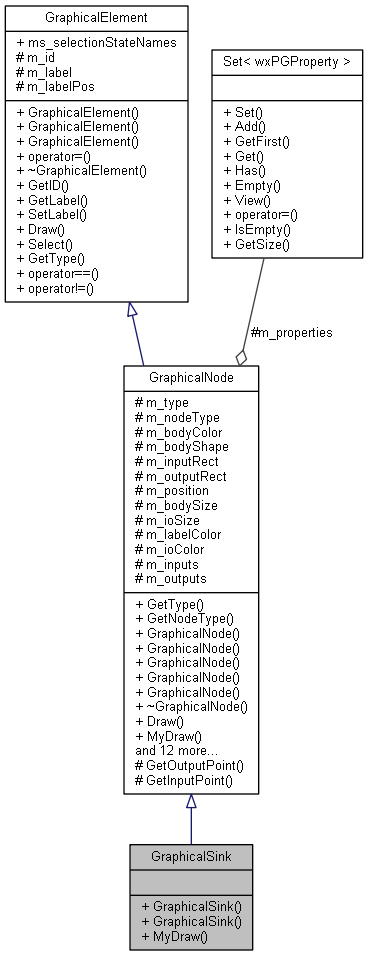 GraphicalElement
+ ms_selectionStateNames
# m_id
# m_label
# m_labelPos
+ GraphicalElement()
+ GraphicalElement()
+ GraphicalElement()
+ operator=()
+ ~GraphicalElement()
+ GetID()
+ GetLabel()
+ SetLabel()
+ Draw()
+ Select()
+ GetType()
+ operator==()
+ operator!=()
Set< wxPGProperty >
+ Set()
+ Add()
+ GetFirst()
+ Get()
+ Has()
+ Empty()
+ View()
+ operator=()
+ IsEmpty()
+ GetSize()
#m_properties
GraphicalNode
# m_type
# m_nodeType
# m_bodyColor
# m_bodyShape
# m_inputRect
# m_outputRect
# m_position
# m_bodySize
# m_ioSize
# m_labelColor
# m_ioColor
# m_inputs
# m_outputs
+ GetType()
+ GetNodeType()
+ GraphicalNode()
+ GraphicalNode()
+ GraphicalNode()
+ GraphicalNode()
+ GraphicalNode()
+ ~GraphicalNode()
+ Draw()
+ MyDraw()
and 12 more...
# GetOutputPoint()
# GetInputPoint()
GraphicalSink
+ GraphicalSink()
+ GraphicalSink()
+ MyDraw()